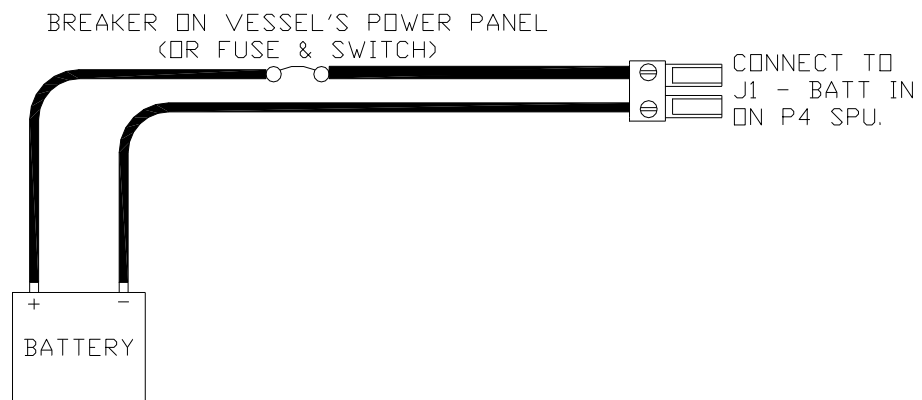 BREAKER ON VESSEL'S POWER PANEL
(OR FUSE & SWITCH)
CONNECT TO
J1 - BATT IN
ON P4 SPU.
+ -
BATTERY